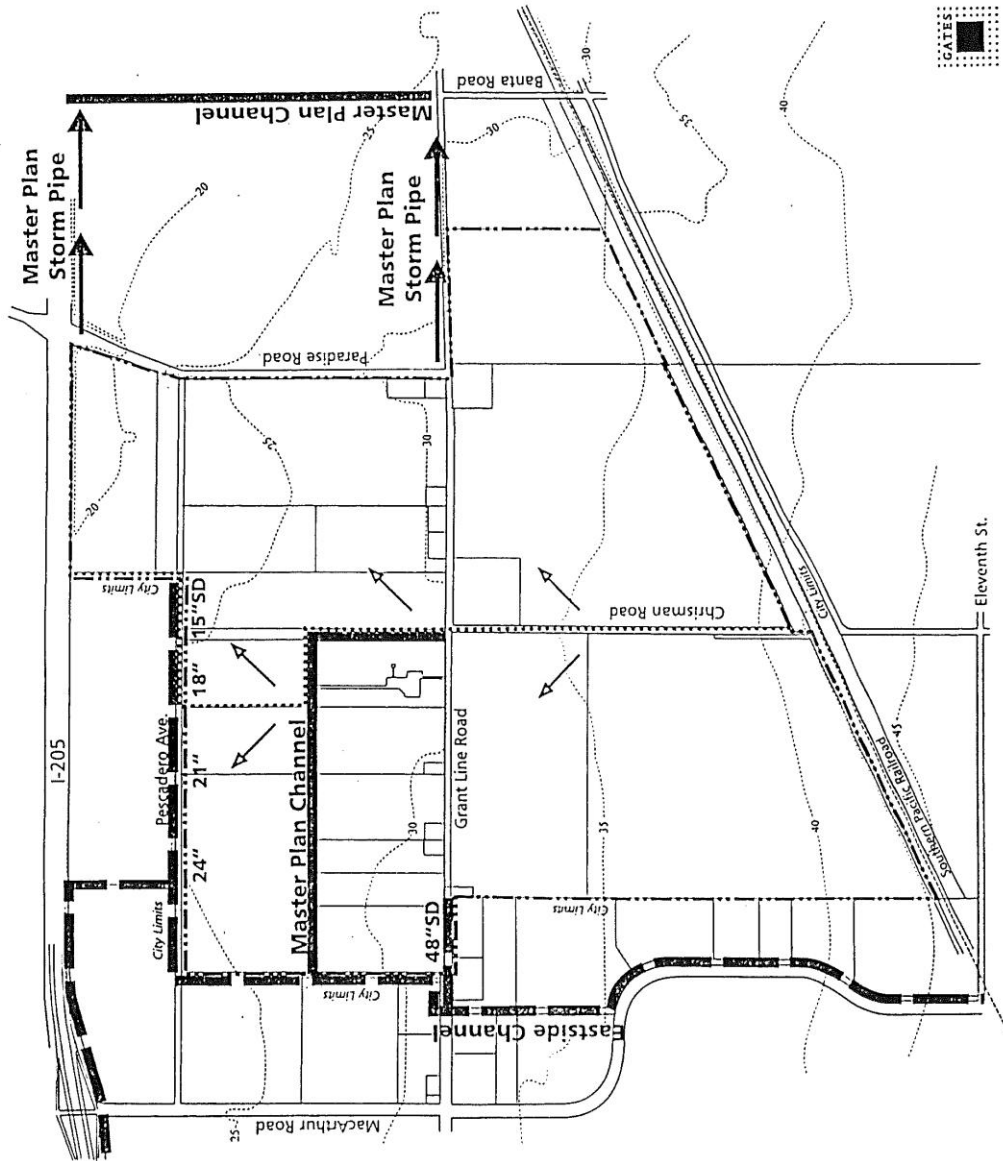 GATES
Master Plan
Storm Pipe
Master Plan Channel
Master Plan
Storm Pipe
Banta Road
Paradise Road
20
20
25
25
30
30
30
35
40
I-205
City Limits
Pescadero Ave.
15"SD
18"
21"
24"
City Limits
Master Plan Channel
Grant Line Road
Chrisman Road
City Limits
Southern Pacific Railroad
Eleventh St.
City Limits
48"SD
City Limits
Eastside Channel
MacArthur Road
25
30
35
40
45